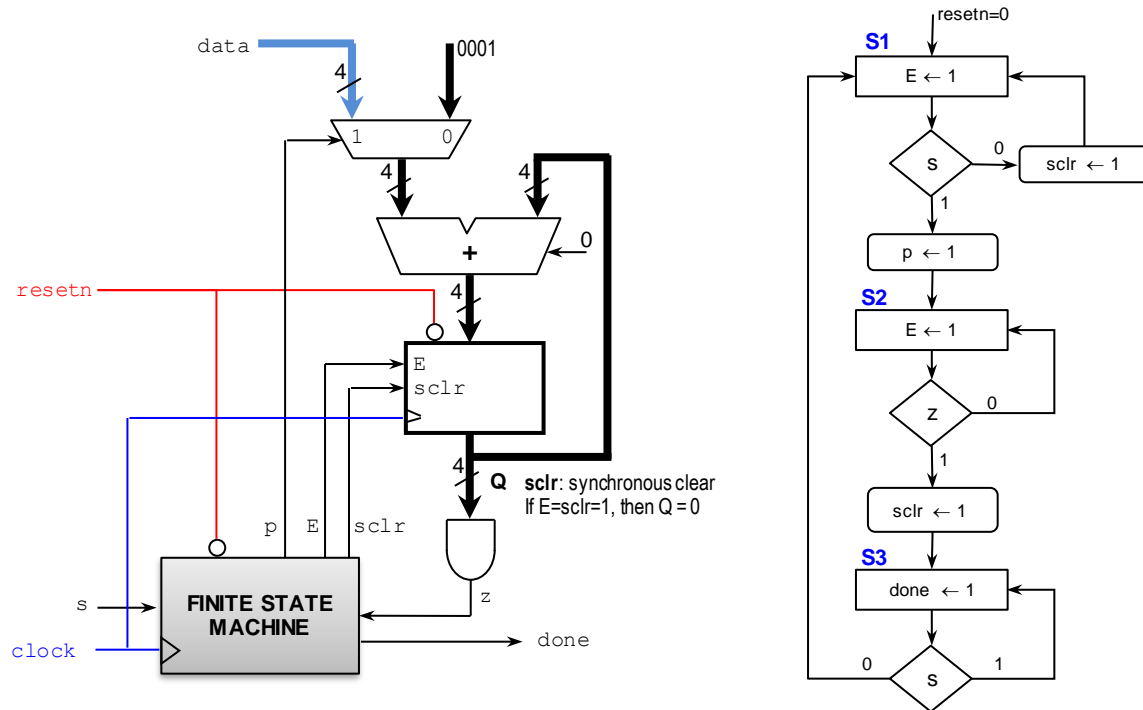 data
0001
4
1
0
4
4
+
0
resetn
4
E
sclr
4
Q
sclr: synchronous clear
If E=sclr=1, then Q = 0
p
E
sclr
z
s
FINITE STATE
MACHINE
clock
done
resetn=0
S1
E ← 1
s
0
sclr ← 1
1
p ← 1
S2
E ← 1
z
0
1
sclr ← 1
S3
done ← 1
0
s
1